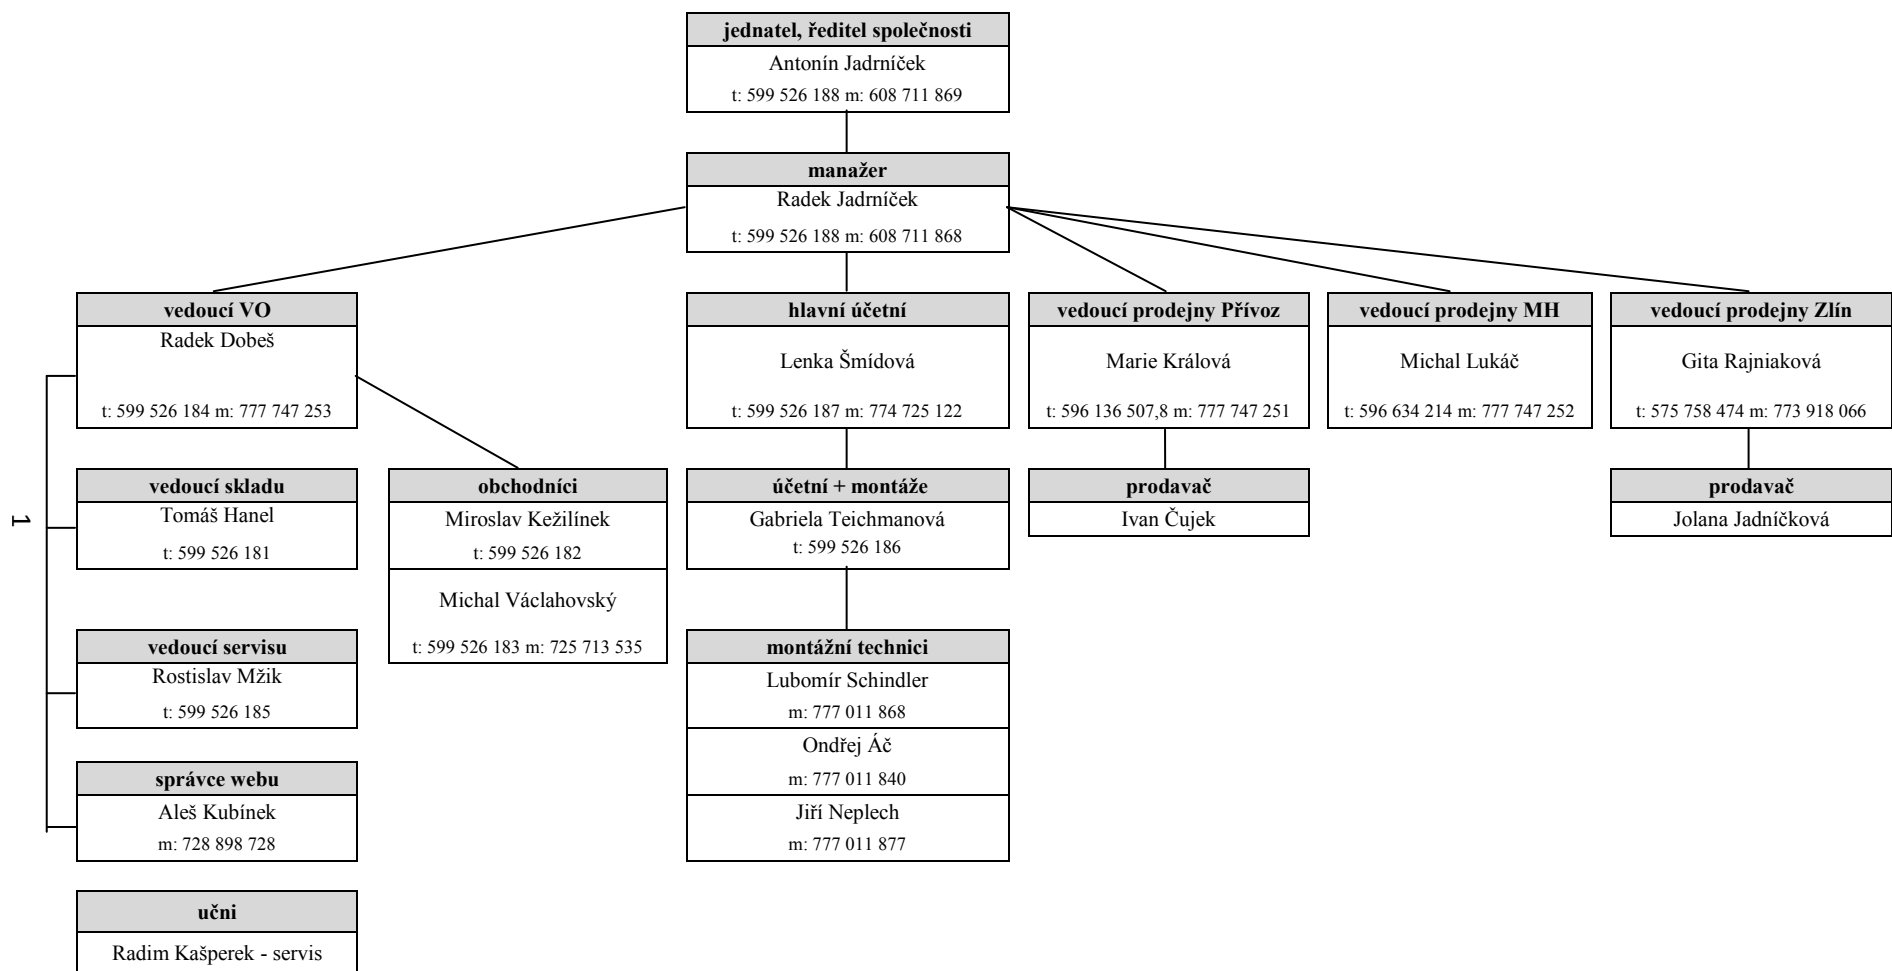 jednatel, ředitel společnosti
Antonín Jadrníček
t: 599 526 188 m: 608 711 869
manažer
Radek Jadrníček
t: 599 526 188 m: 608 711 868
vedoucí VO
Radek Dobeš
t: 599 526 184 m: 777 747 253
hlavní účetní
Lenka Šmídová
t: 599 526 187 m: 774 725 122
vedoucí prodejny Přívoz
Marie Králová
t: 596 136 507,8 m: 777 747 251
vedoucí prodejny MH
Michal Lukáč
t: 596 634 214 m: 777 747 252
vedoucí prodejny Zlín
Gita Rajniaková
t: 575 758 474 m: 773 918 066
vedoucí skladu
Tomáš Hanel
t: 599 526 181
obchodníci
Miroslav Kežilínek
t: 599 526 182
Michal Václahovský
t: 599 526 183 m: 725 713 535
účetní + montáže
Gabriela Teichmanová
t: 599 526 186
prodavač
Ivan Čujek
prodavač
Jolana Jadníčková
1
vedoucí servisu
Rostislav Mžik
t: 599 526 185
montážní technici
Lubomír Schindler
m: 777 011 868
Ondřej Áč
m: 777 011 840
Jiří Neplech
m: 777 011 877
správce webu
Aleš Kubínek
m: 728 898 728
učni
Radim Kašperek - servis